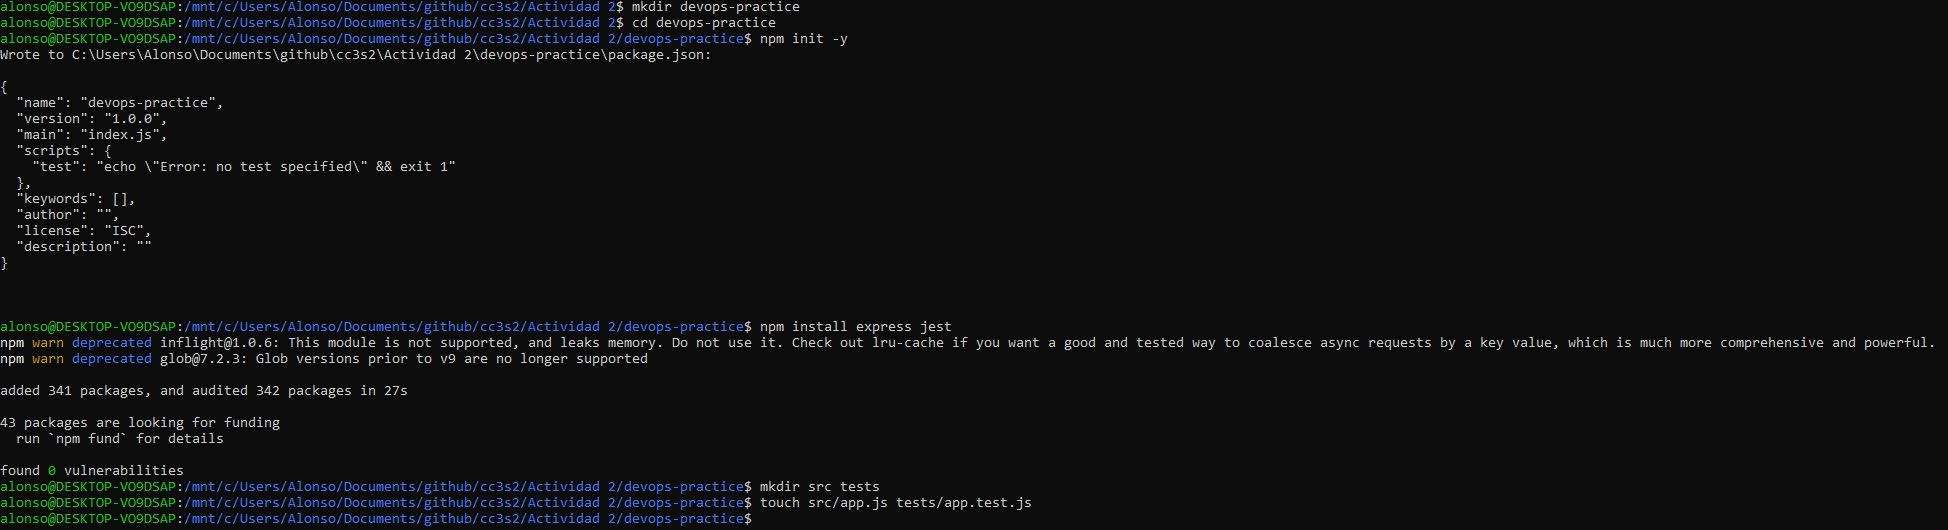 alonso@DESKTOP-VO9DSAP:/mnt/c/Users/Alonso/Documents/github/cc3s2/Actividad 2$ mkdir devops-practice
alonso@DESKTOP-VO9DSAP:/mnt/c/Users/Alonso/Documents/github/cc3s2/Actividad 2$ cd devops-practice
alonso@DESKTOP-VO9DSAP:/mnt/c/Users/Alonso/Documents/github/cc3s2/Actividad 2/devops-practice$ npm init -y
Wrote to C:\Users\Alonso\Documents\github\cc3s2\Actividad 2\devops-practice\package.json:

{
  "name": "devops-practice",
  "version": "1.0.0",
  "main": "index.js",
  "scripts": {
    "test": "echo \"Error: no test specified\" && exit 1"
  },
  "keywords": [],
  "author": "",
  "license": "ISC",
  "description": ""
}

alonso@DESKTOP-VO9DSAP:/mnt/c/Users/Alonso/Documents/github/cc3s2/Actividad 2/devops-practice$ npm install express jest
npm warn deprecated inflight@1.0.6: This module is not supported, and leaks memory. Do not use it. Check out lru-cache if you want a good and tested way to coalesce async requests by a key value, which is much more comprehensive and powerful.
npm warn deprecated glob@7.2.3: Glob versions prior to v9 are no longer supported

added 341 packages, and audited 342 packages in 27s

43 packages are looking for funding
  run `npm fund` for details

found 0 vulnerabilities
alonso@DESKTOP-VO9DSAP:/mnt/c/Users/Alonso/Documents/github/cc3s2/Actividad 2/devops-practice$ mkdir src tests
alonso@DESKTOP-VO9DSAP:/mnt/c/Users/Alonso/Documents/github/cc3s2/Actividad 2/devops-practice$ touch src/app.js tests/app.test.js
alonso@DESKTOP-VO9DSAP:/mnt/c/Users/Alonso/Documents/github/cc3s2/Actividad 2/devops-practice$